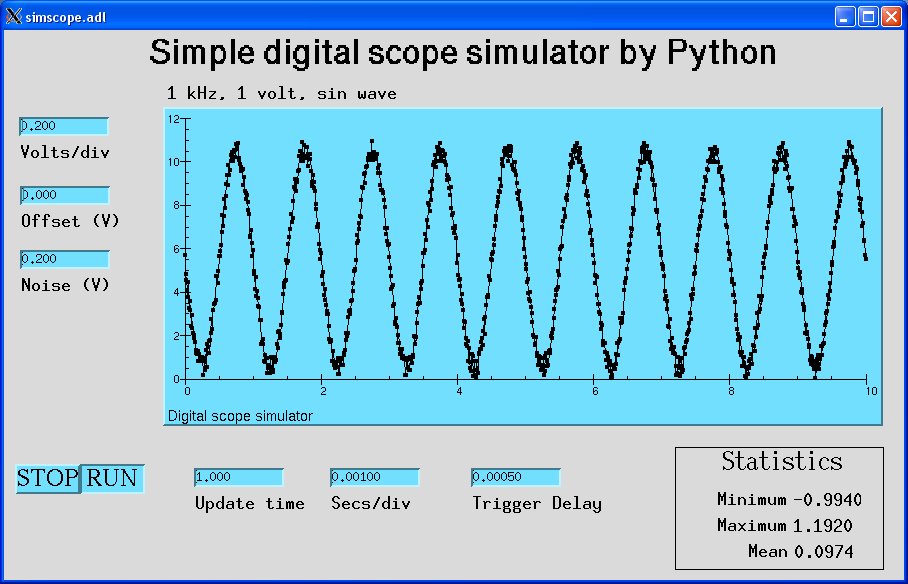 simscope.adl
Simple digital scope simulator by Python
1 kHz, 1 volt, sin wave
0.200
Volts/div
0.000
Offset (V)
0.200
Noise (V)
12
10
8
6
4
2
0
0 2 4 6 8 10
Digital scope simulator
STOP RUN
1.000
Update time
0.00100
Secs/div
0.00050
Trigger Delay
Statistics
Minimum -0.9940
Maximum 1.1920
Mean 0.0974